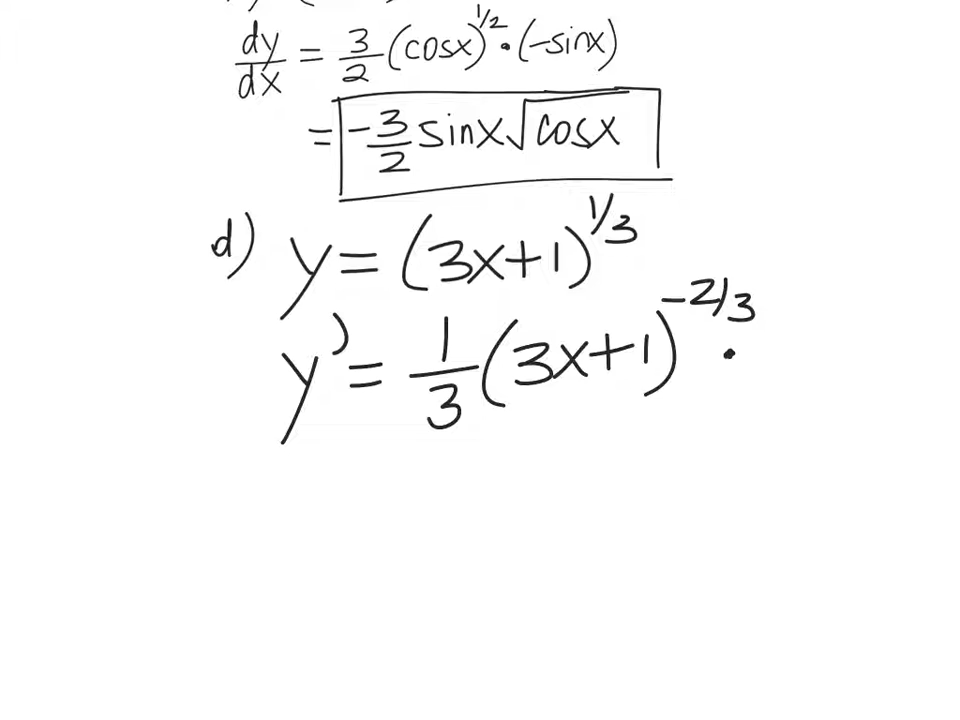 dy/dx = 3/2 (cosx)^1/2 · (-sinx)
= -3/2 sinx√cosx
d) y = (3x+1)^1/3
y' = 1/3 (3x+1)^-2/3 ·